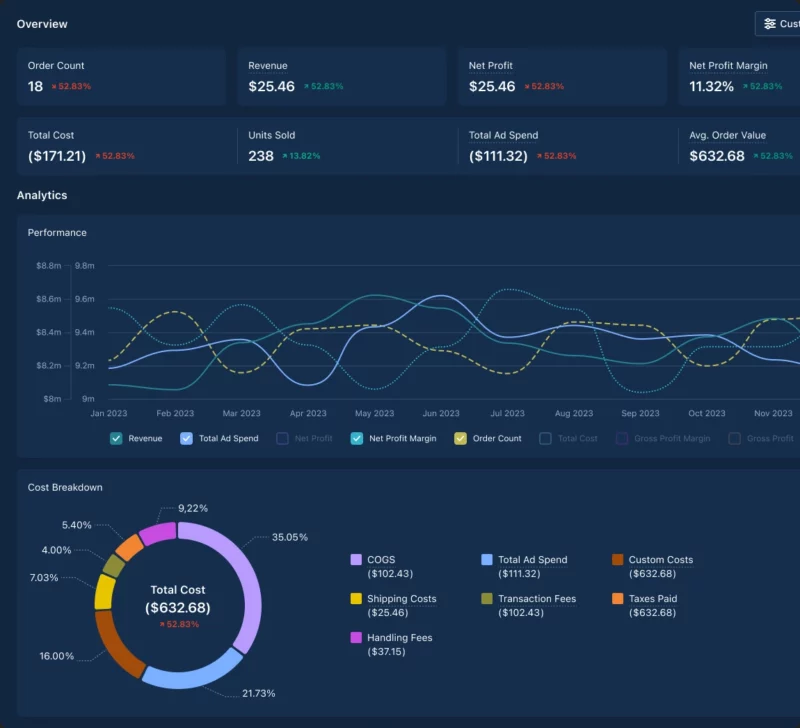 Overview
Cust
Order Count
18 52.83%
Revenue
$25.46 52.83%
Net Profit
$25.46 52.83%
Net Profit Margin
11.32% 52.83%
Total Cost
($171.21) 52.83%
Units Sold
238 13.82%
Total Ad Spend
($111.32) 52.83%
Avg. Order Value
$632.68 52.83%
Analytics
Performance
$8.8m 9.8m
$8.6m 9.6m
$8.4m 9.4m
$8.2m 9.2m
$8m 9m
Jan 2023 Feb 2023 Mar 2023 Apr 2023 May 2023 Jun 2023 Jul 2023 Aug 2023 Sep 2023 Oct 2023 Nov 2023
Revenue Total Ad Spend Net Profit Net Profit Margin Order Count Total Cost Gross Profit Margin Gross Profit
Cost Breakdown
9,22%
5.40%
35.05%
4.00%
7.03%
16.00%
21.73%
Total Cost
($632.68)
52.83%
COGS
($102.43)
Total Ad Spend
($111.32)
Custom Costs
($632.68)
Shipping Costs
($25.46)
Transaction Fees
($102.43)
Taxes Paid
($632.68)
Handling Fees
($37.15)